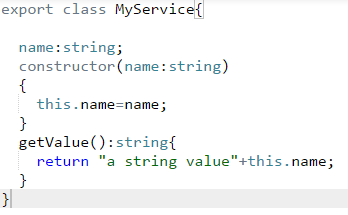 export class MyService{
name:string;
constructor(name:string)
{
this.name=name;
}
getValue():string{
return "a string value"+this.name;
}
}